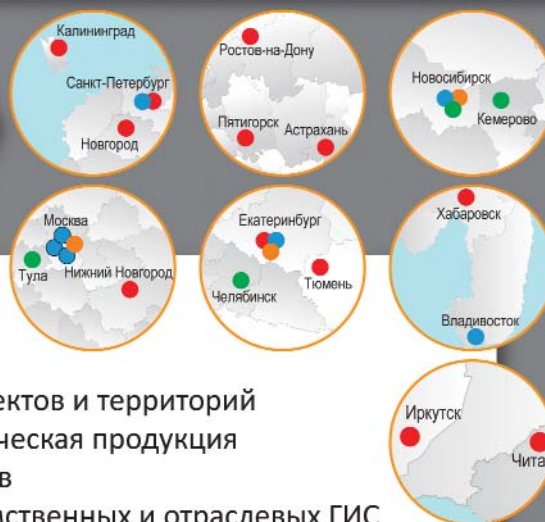 Калининград
Санкт-Петербург
Новгород
Ростов-на-Дону
Пятигорск
Астрахань
Новосибирск
Кемерово
Москва
Тула
Нижний Новгород
Екатеринбург
Челябинск
Тюмень
Хабаровск
Владивосток
Иркутск
Чита
ектов и территорий
ческая продукция
в
мственных и отраслевых ГИС